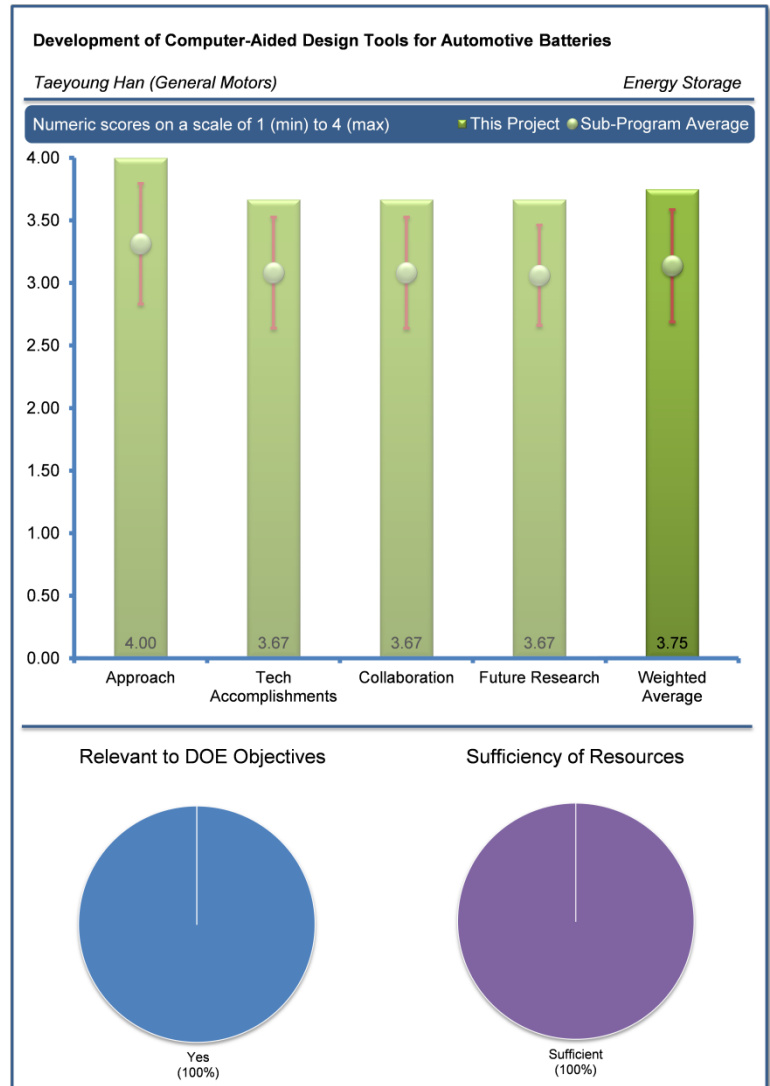 Development of Computer-Aided Design Tools for Automotive Batteries
Taeyoung Han (General Motors) Energy Storage
Numeric scores on a scale of 1 (min) to 4 (max) This Project Sub-Program Average
4.00
3.50
3.00
2.50
2.00
1.50
1.00
0.50
0.00
4.00 3.67 3.67 3.67 3.75
Approach Tech Accomplishments Collaboration Future Research Weighted Average
Relevant to DOE Objectives Sufficiency of Resources
Yes
(100%)
Sufficient
(100%)